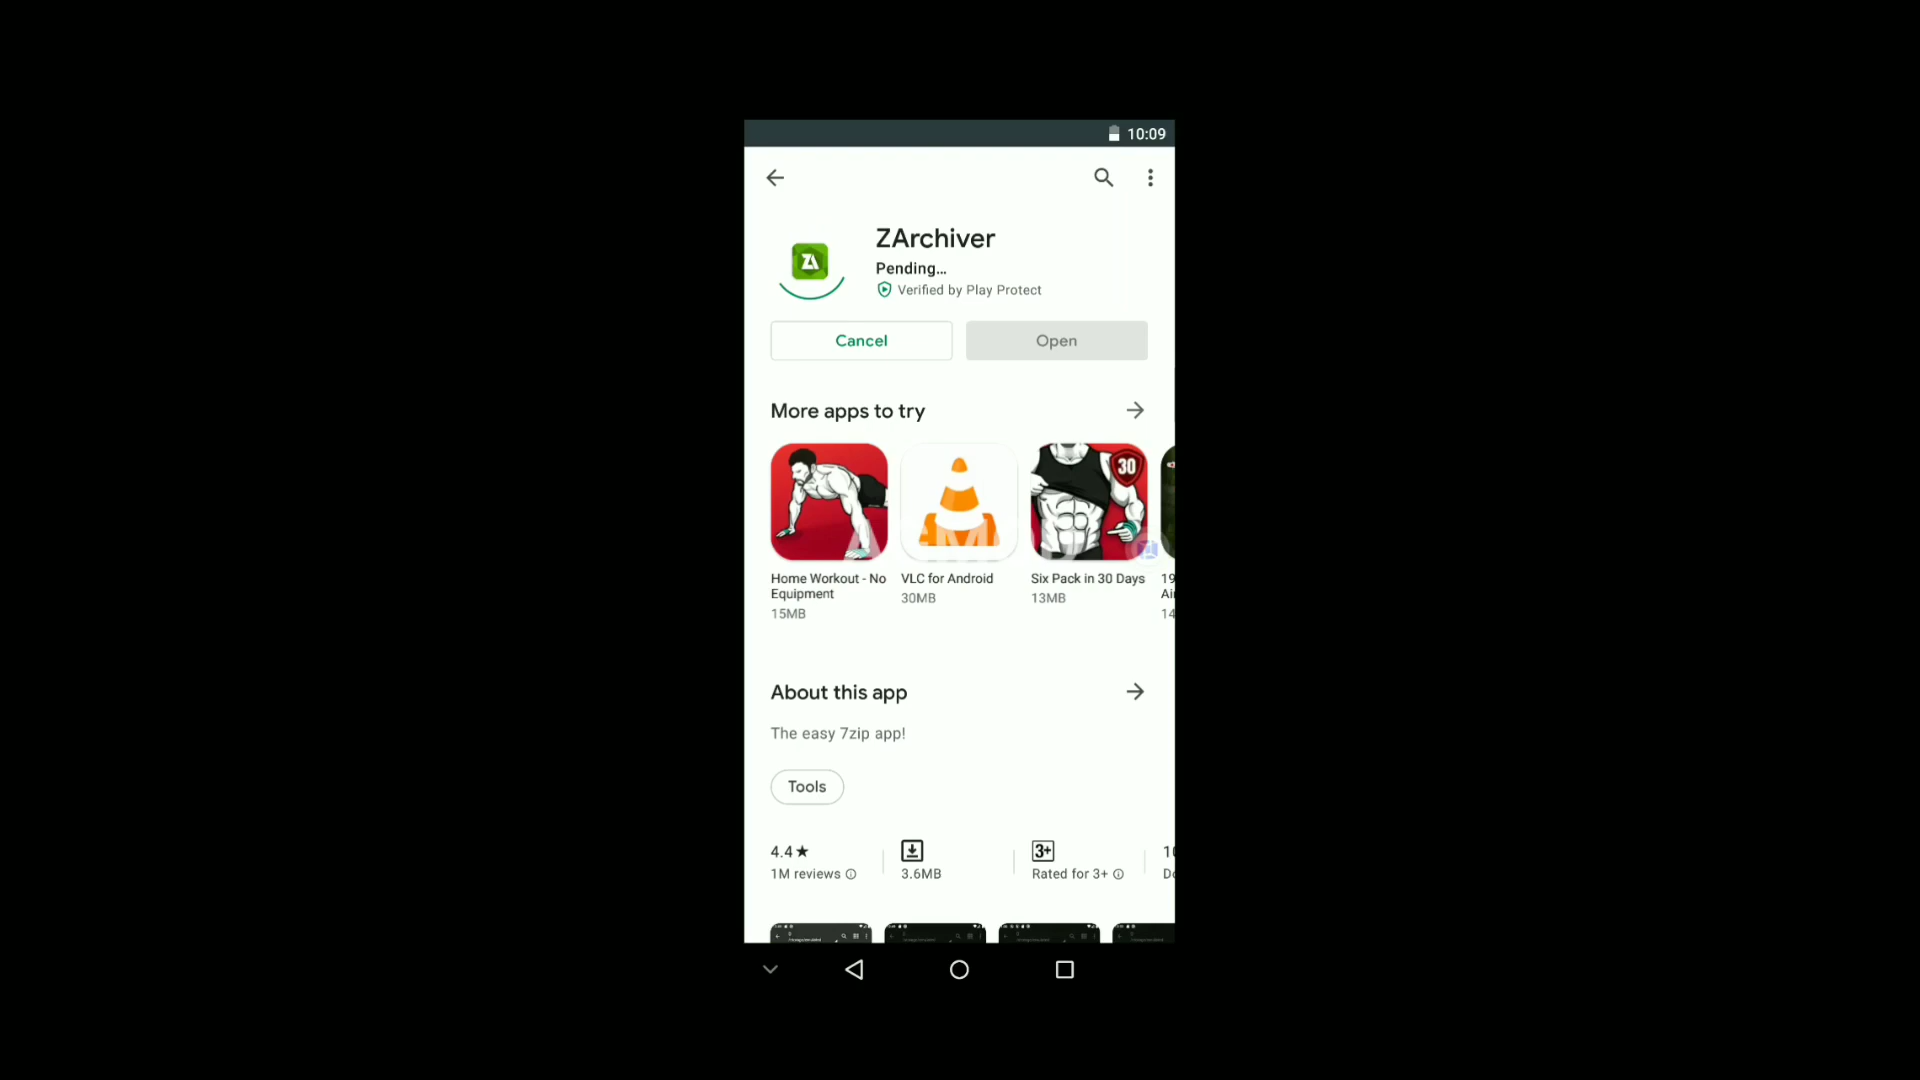 10:09
ZArchiver
Pending...
Verified by Play Protect
Cancel
Open
More apps to try
30
Home Workout - No
Equipment
15MB
VLC for Android
30MB
Six Pack in 30 Days
13MB
19
14
About this app
The easy 7zip app!
Tools
4.4★
1M reviews
3.6MB
3+
Rated for 3+